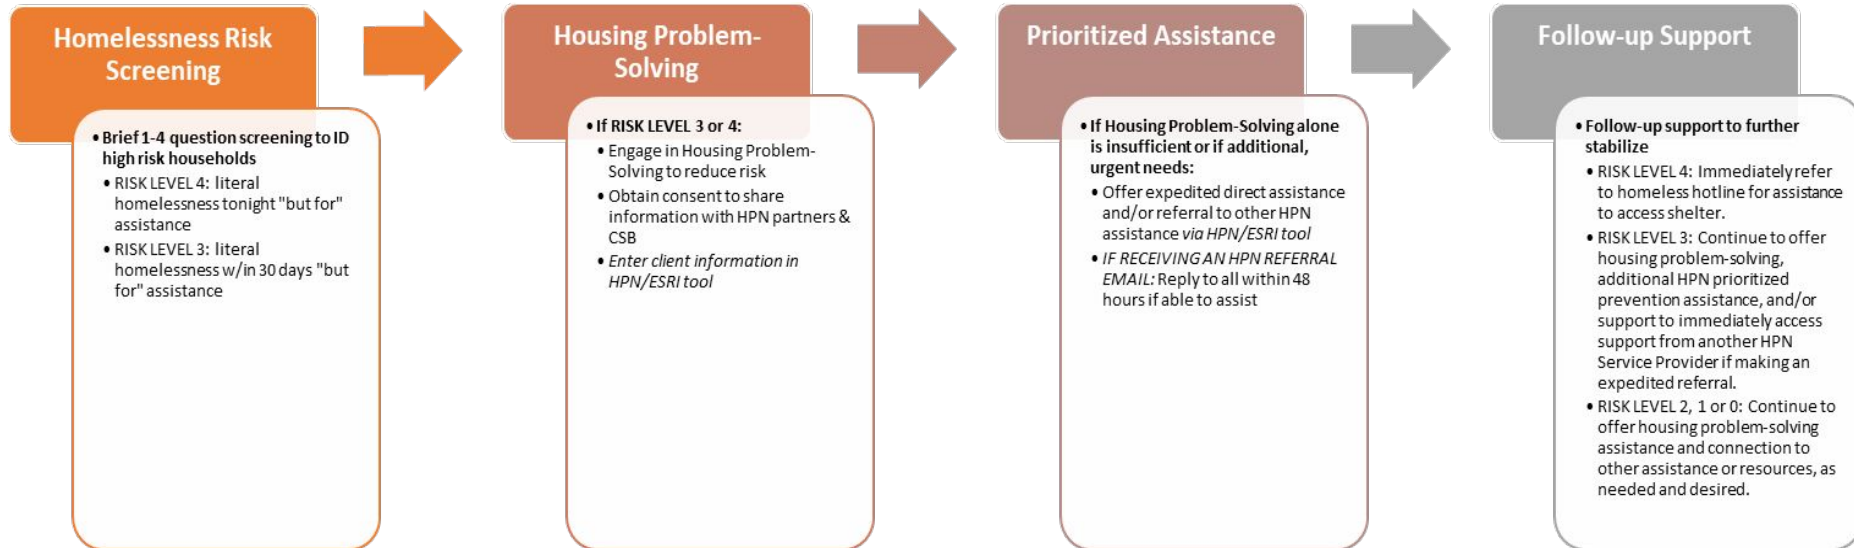 Homelessness Risk
Screening
• Brief 1-4 question screening to ID
high risk households
• RISK LEVEL 4: literal
homelessness tonight "but for"
assistance
• RISK LEVEL 3: literal
homelessness w/in 30 days "but
for" assistance
Housing Problem-
Solving
• If RISK LEVEL 3 or 4:
• Engage in Housing Problem-
Solving to reduce risk
• Obtain consent to share
information with HPN partners &
CSB
• Enter client information in
HPN/ESRI tool
Prioritized Assistance
• If Housing Problem-Solving alone
is insufficient or if additional,
urgent needs:
• Offer expedited direct assistance
and/or referral to other HPN
assistance via HPN/ESRI tool
• IF RECEIVING AN HPN REFERRAL
EMAIL: Reply to all within 48
hours if able to assist
Follow-up Support
• Follow-up support to further
stabilize
• RISK LEVEL 4: Immediately refer
to homeless hotline for assistance
to access shelter.
• RISK LEVEL 3: Continue to offer
housing problem-solving,
additional HPN prioritized
prevention assistance, and/or
support to immediately access
support from another HPN
Service Provider if making an
expedited referral.
• RISK LEVEL 2, 1 or 0: Continue to
offer housing problem-solving
assistance and connection to
other assistance or resources, as
needed and desired.